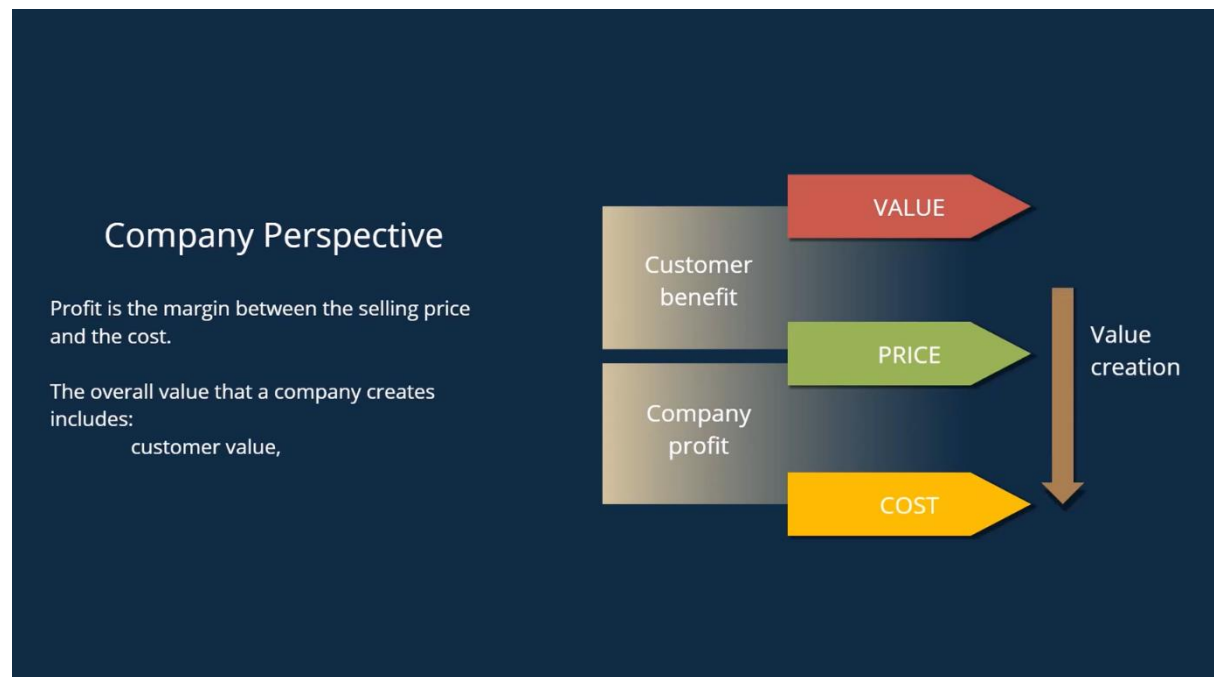 Company Perspective
Profit is the margin between the selling price
and the cost.
The overall value that a company creates
includes:
customer value,
VALUE
Customer
benefit
PRICE
Value
creation
Company
profit
COST